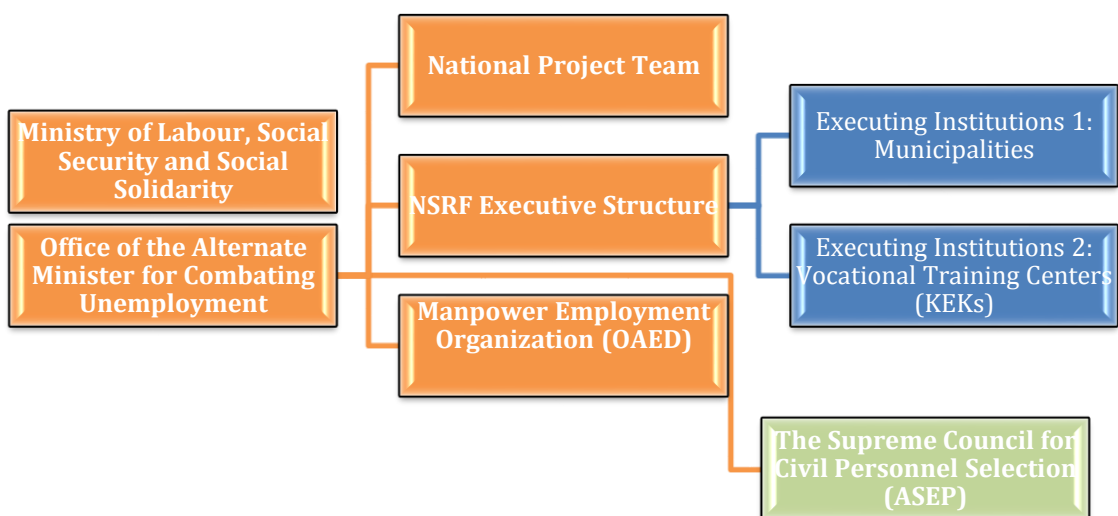 National Project Team
Ministry of Labour, Social
Security and Social
Solidarity
Office of the Alternate
Minister for Combating
Unemployment
NSRF Executive Structure
Manpower Employment
Organization (OAED)
Executing Institutions 1:
Municipalities
Executing Institutions 2:
Vocational Training Centers
(KEKs)
The Supreme Council for
Civil Personnel Selection
(ASEP)